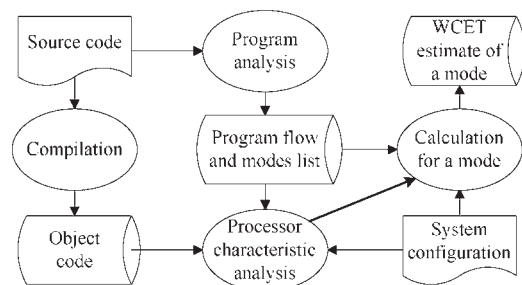 Source code
Program
analysis
WCET
estimate of
a mode
Compilation
Program flow
and modes list
Calculation
for a mode
Object
code
Processor
characteristic
analysis
System
configuration